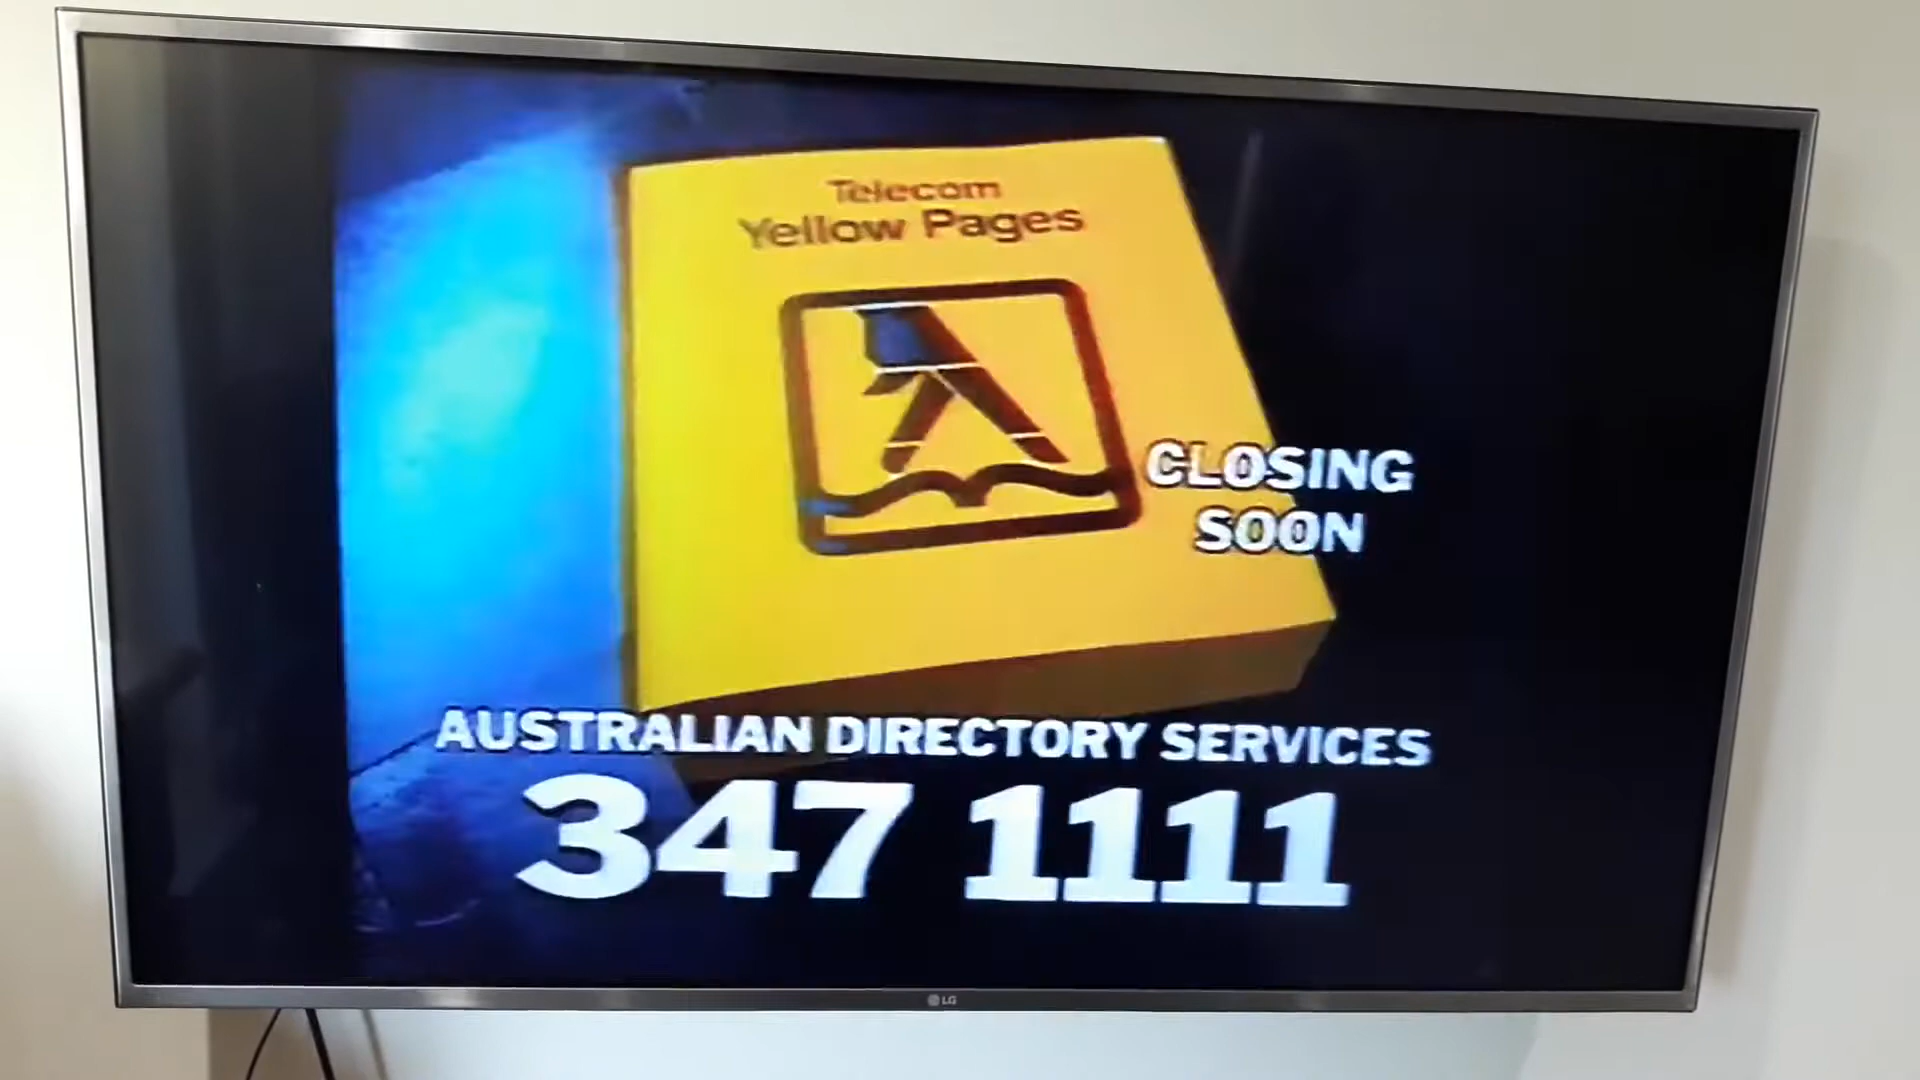 Telecom
Yellow Pages
CLOSING
SOON
AUSTRALIAN DIRECTORY SERVICES
347 1111
LG